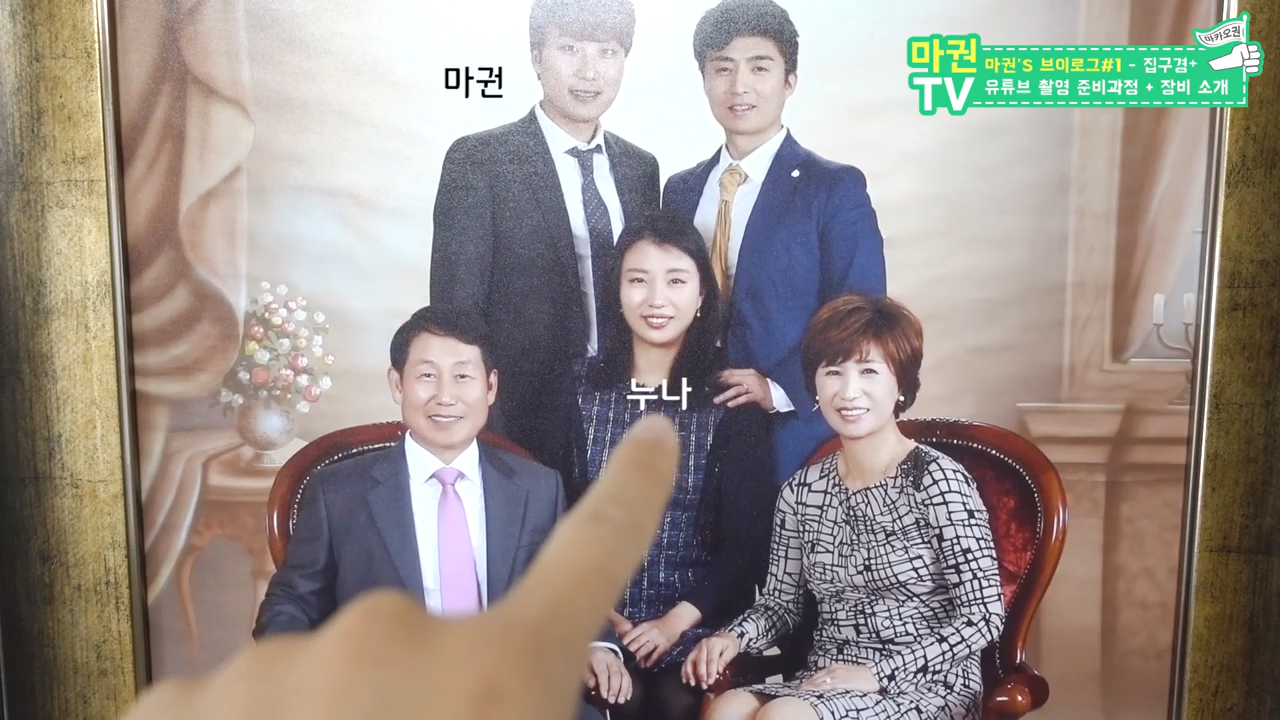 마권
마권
TV
마권'S 브이로그#1 - 집구경+
유튜브 촬영 준비과정 + 장비 소개
마카오권
누나